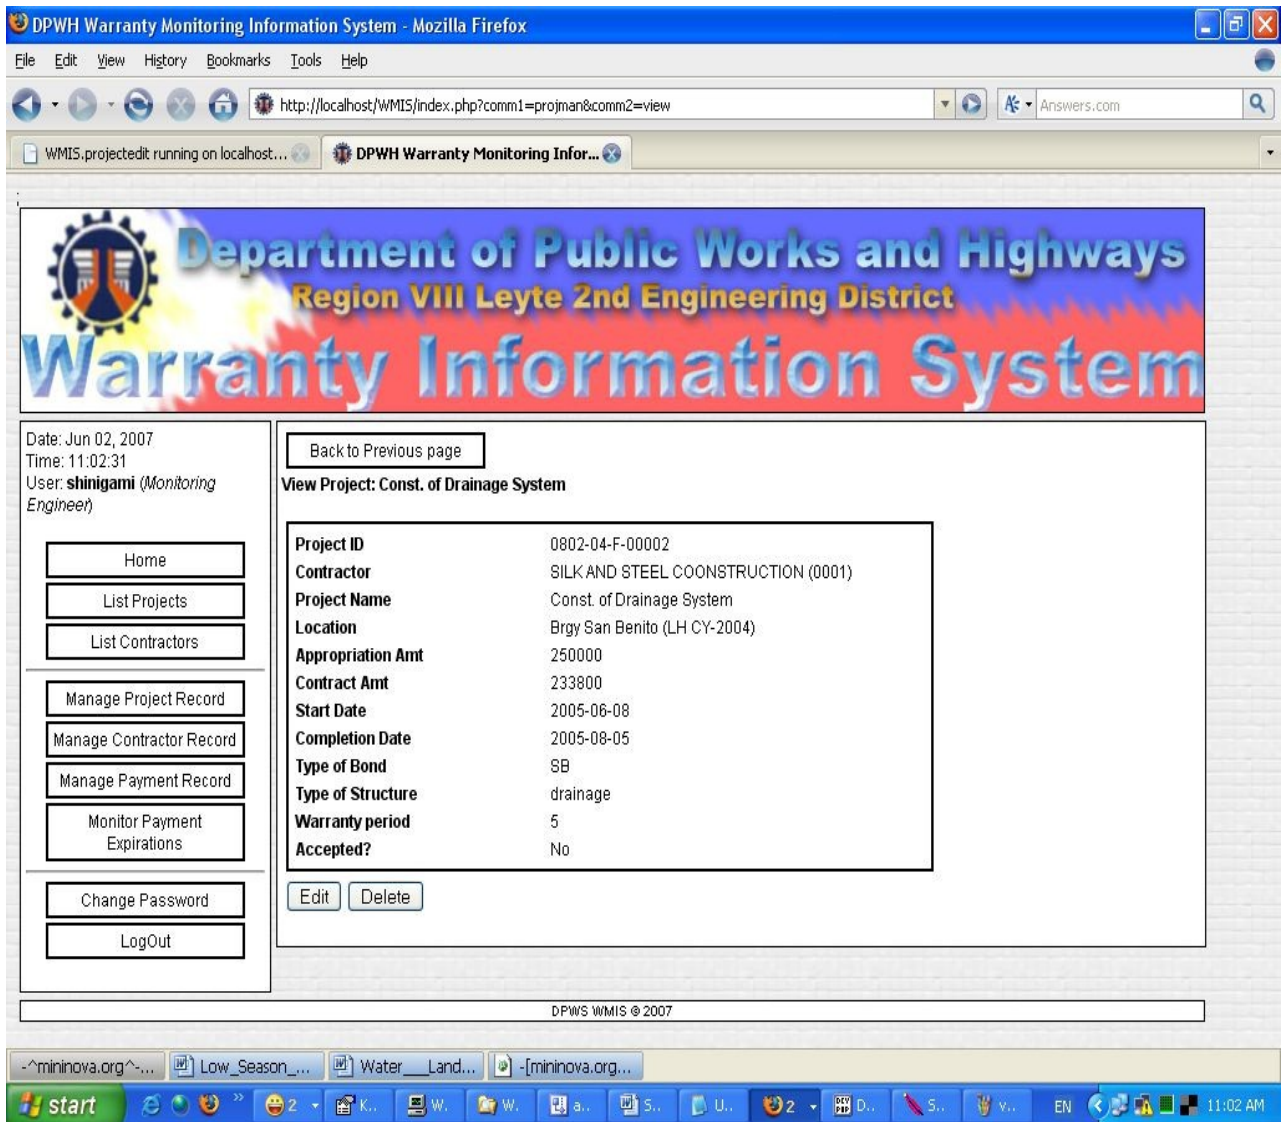 DPWH Warranty Monitoring Information System - Mozilla Firefox
File Edit View History Bookmarks Tools Help
http://localhost/WMIS/index.php?comm1=projman&comm2=view
Answers.com
WMIS.projectedit running on localhost...
DPWH Warranty Monitoring Infor...
;
Department of Public Works and Highways
Region VIII Leyte 2nd Engineering District
Warranty Information System
Date: Jun 02, 2007
Time: 11:02:31
User: shinigami (Monitoring
Engineer)
Home
List Projects
List Contractors
Manage Project Record
Manage Contractor Record
Manage Payment Record
Monitor Payment
Expirations
Change Password
LogOut
Back to Previous page
View Project: Const. of Drainage System
Project ID 0802-04-F-00002
Contractor SILK AND STEEL COONSTRUCTION (0001)
Project Name Const. of Drainage System
Location Brgy San Benito (LH CY-2004)
Appropriation Amt 250000
Contract Amt 233800
Start Date 2005-06-08
Completion Date 2005-08-05
Type of Bond SB
Type of Structure drainage
Warranty period 5
Accepted? No
Edit Delete
DPWS WMIS © 2007
-^mininova.org^-... Low_Season_... Water___Land... -[mininova.org...
start » 2 K.. W. W. a.. S.. U.. 2 D.. S.. v.. EN 11:02 AM